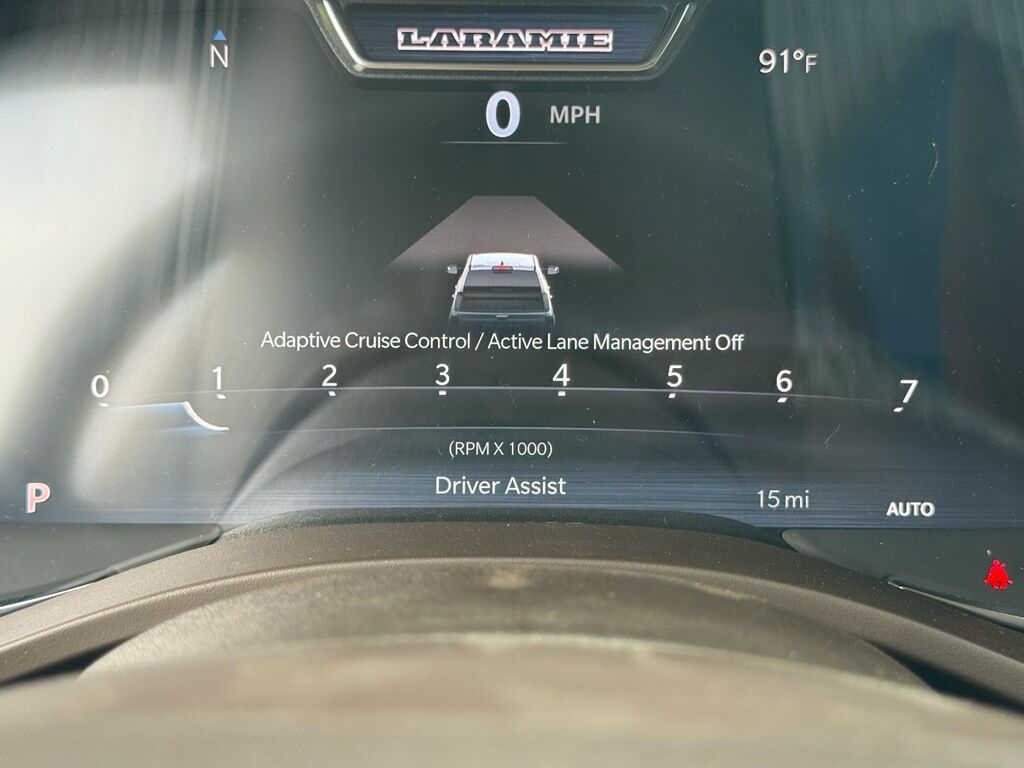 LARAMIE
N
91°F
0 MPH
Adaptive Cruise Control / Active Lane Management Off
0 1 2 3 4 5 6 7
(RPM X 1000)
Driver Assist
P
15 mi
AUTO